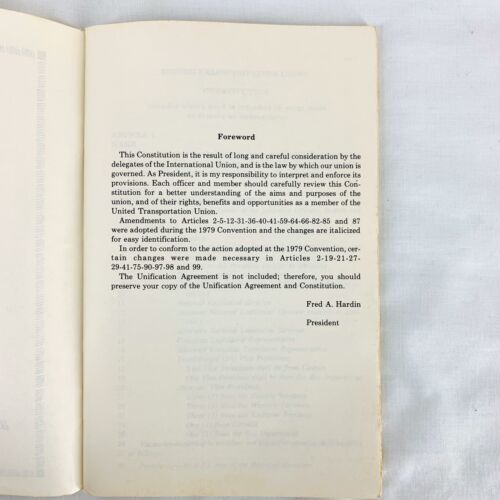 Foreword
This Constitution is the result of long and careful consideration by the
delegates of the International Union, and is the law by which our union is
governed. As President, it is my responsibility to interpret and enforce its
provisions. Each officer and member should carefully review this Con-
stitution for a better understanding of the aims and purposes of the
union, and of their rights, benefits and opportunities as a member of the
United Transportation Union.
Amendments to Articles 2-5-12-31-36-40-41-59-64-66-82-85 and 87
were adopted during the 1979 Convention and the changes are italicized
for easy identification.
In order to conform to the action adopted at the 1979 Convention, cer-
tain changes were made necessary in Articles 2-19-21-27-
29-41-75-90-97-98 and 99.
The Unification Agreement is not included; therefore, you should
preserve your copy of the Unification Agreement and Constitution.
Fred A. Hardin
President